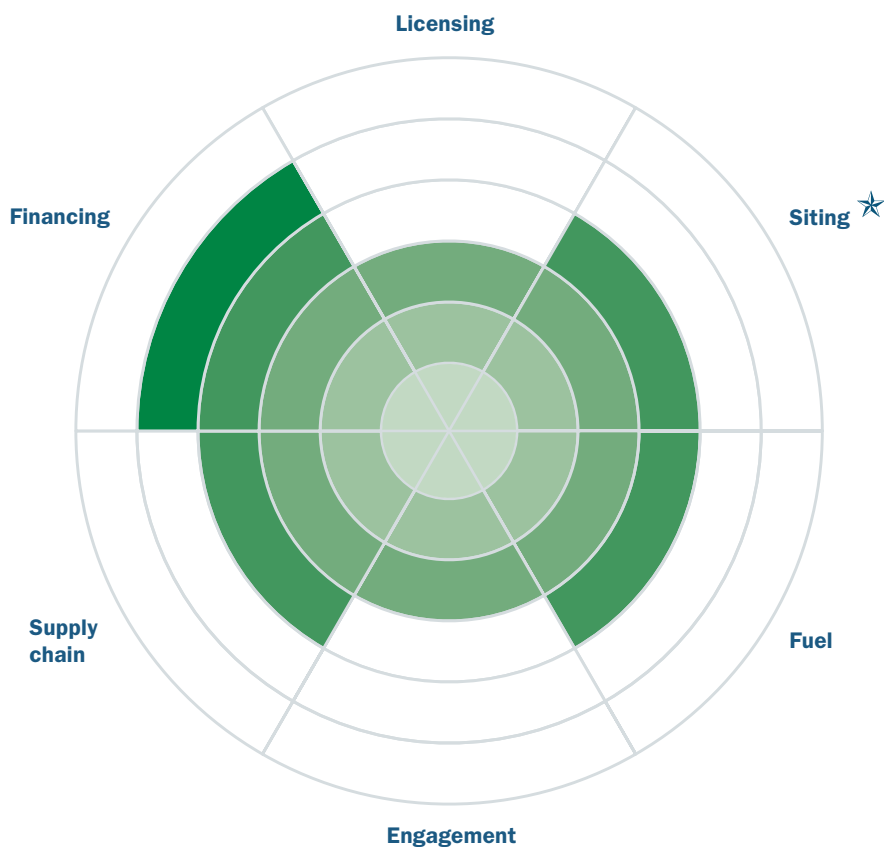 Licensing
Financing
Siting
Supply
chain
Fuel
Engagement